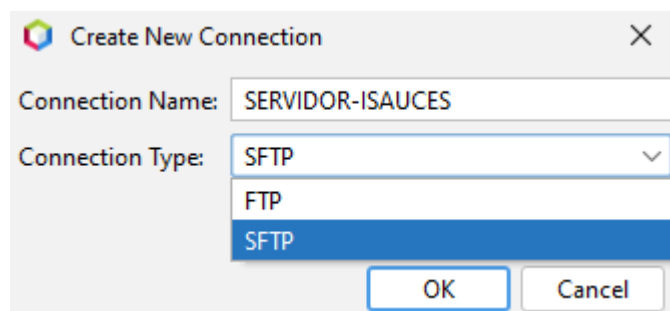 Create New Connection
Connection Name: SERVIDOR-ISAUCES
Connection Type: SFTP
FTP
SFTP
OK Cancel